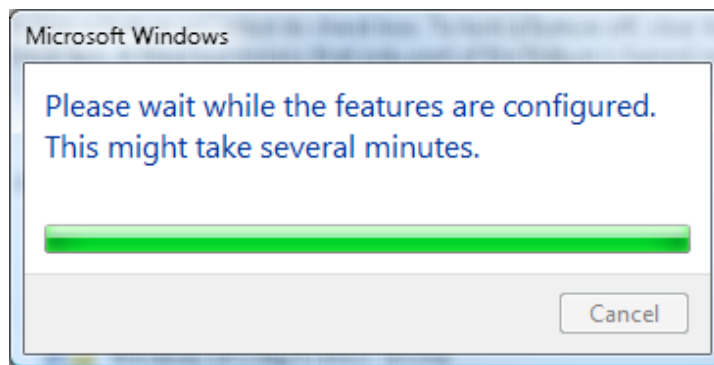 Microsoft Windows
Please wait while the features are configured.
This might take several minutes.
Cancel